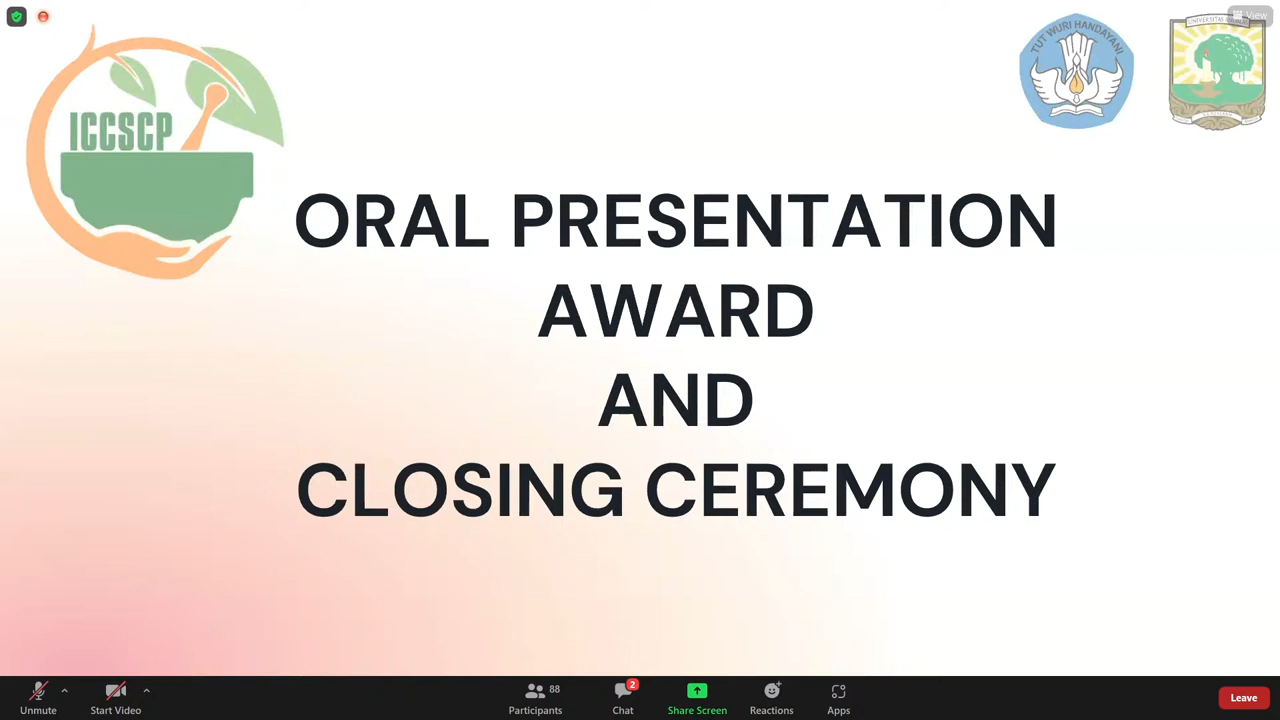 View
ICCSCP
TUT WURI HANDAYANI
ORAL PRESENTATION
AWARD
AND
CLOSING CEREMONY
Unmute
Start Video
88
Participants
2
Chat
Share Screen
Reactions
Apps
Leave